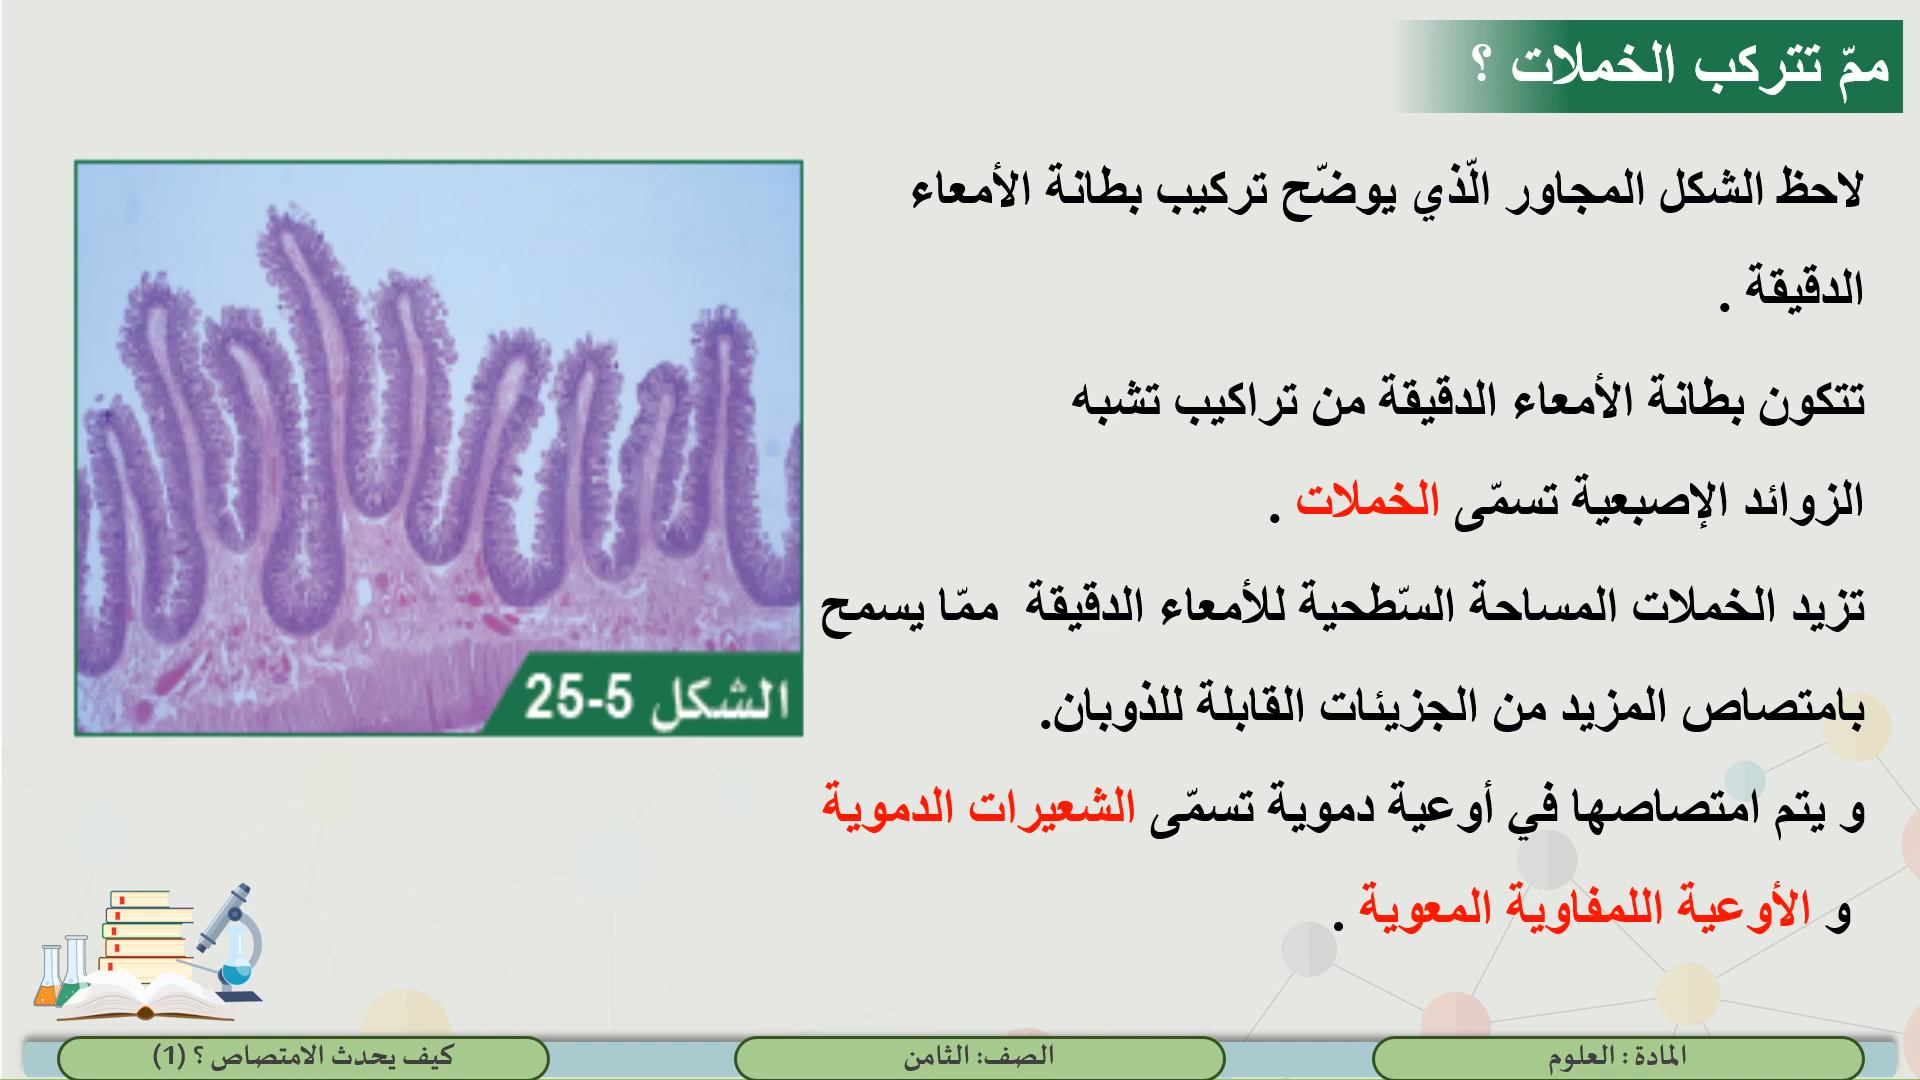 ممّ تتركب الخملات ؟
لاحظ الشكل المجاور الّذي يوضّح تركيب بطانة الأمعاء
الدقيقة .
تتكون بطانة الأمعاء الدقيقة من تراكيب تشبه
الزوائد الإصبعية تسمّى الخملات .
تزيد الخملات المساحة السّطحية للأمعاء الدقيقة ممّا يسمح
بامتصاص المزيد من الجزيئات القابلة للذوبان.
و يتم امتصاصها في أوعية دموية تسمّى الشعيرات الدموية
و الأوعية اللمفاوية المعوية .
الشكل 5-25
المادة : العلوم
الصف: الثامن
كيف يحدث الامتصاص ؟ (1)